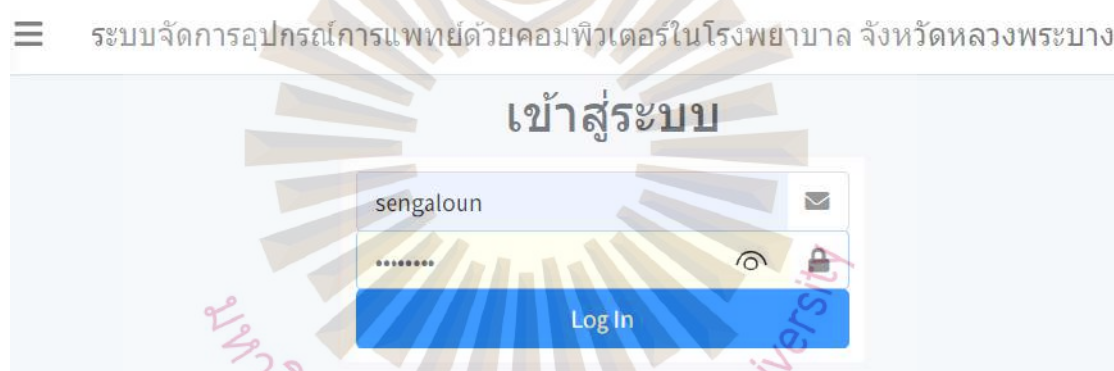 ระบบจัดการอุปกรณ์การแพทย์ด้วยคอมพิวเตอร์ในโรงพยาบาล จังหวัดหลวงพระบาง
เข้าสู่ระบบ
sengaloun
••••••••
Log In